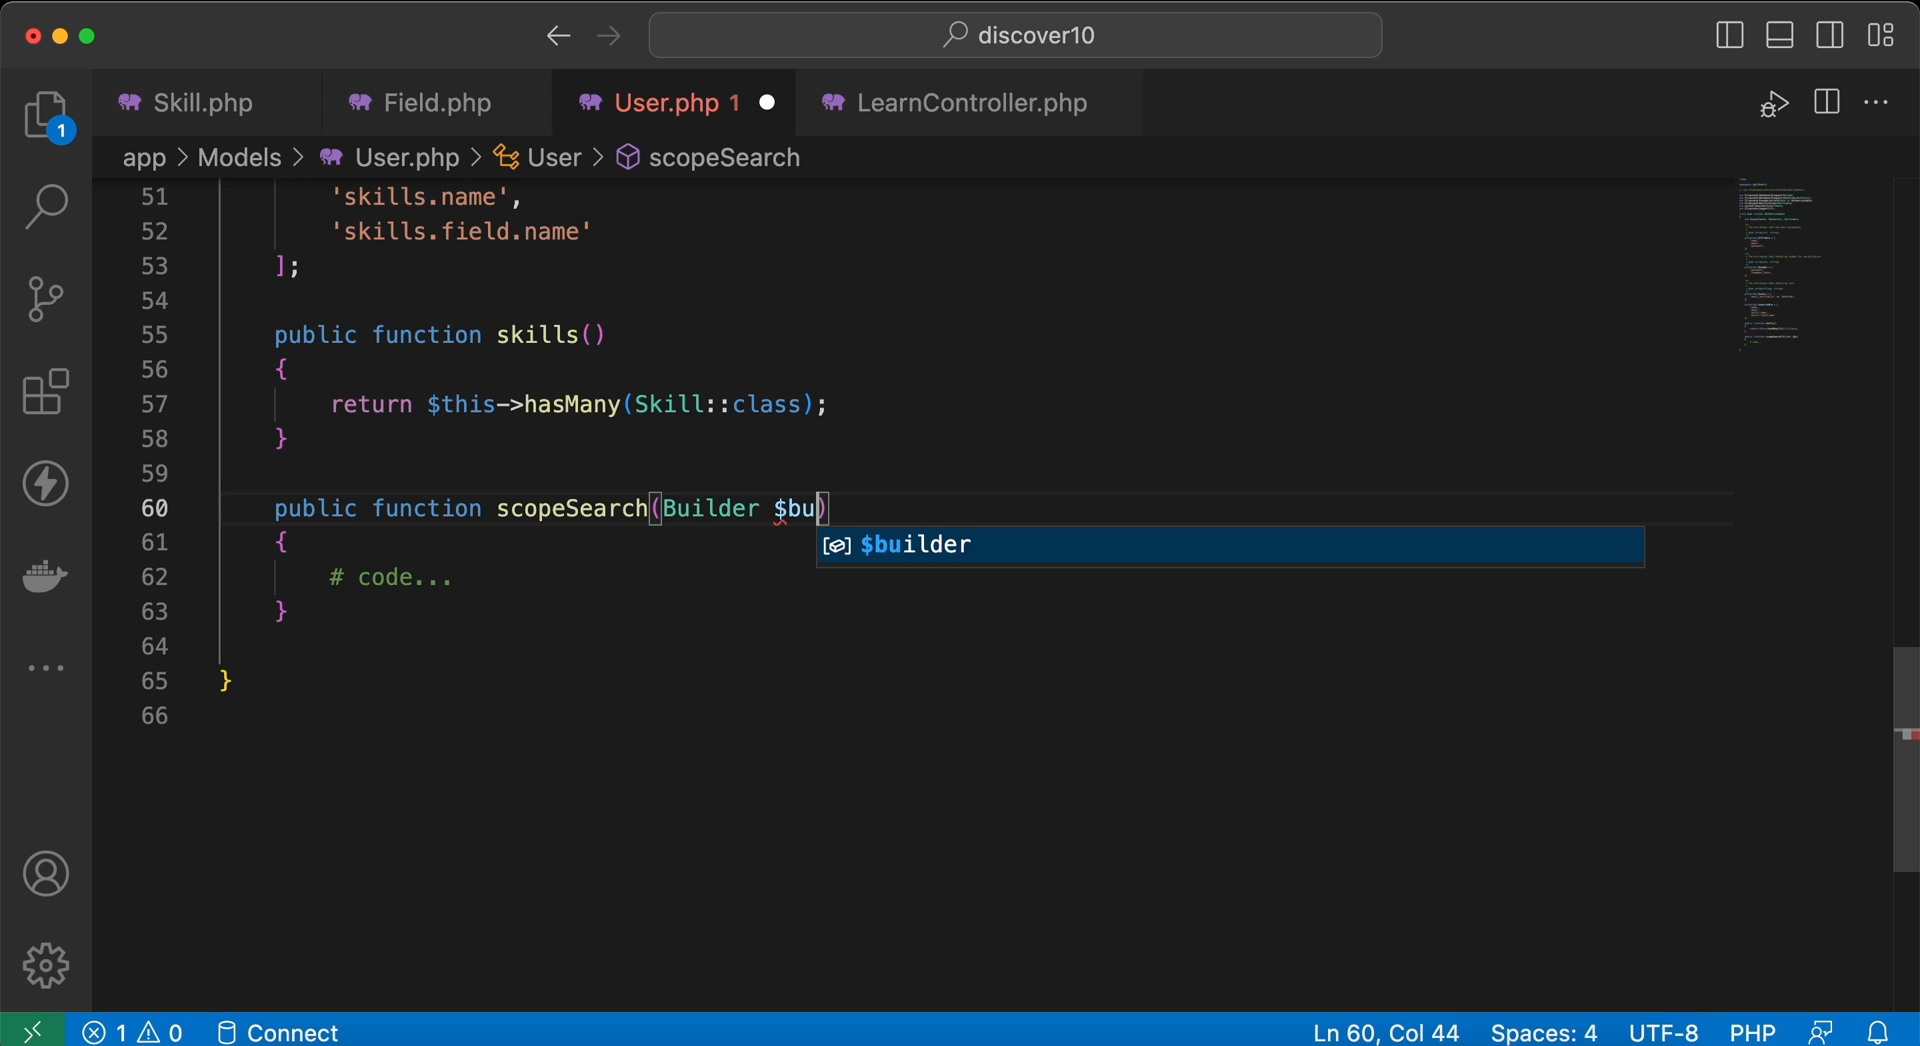 discover10
1
Skill.php
Field.php
User.php 1
LearnController.php
app > Models > User.php > User > scopeSearch
51 'skills.name',
52 'skills.field.name'
53 ];
54
55 public function skills()
56 {
57 return $this->hasMany(Skill::class);
58 }
59
60 public function scopeSearch(Builder $bu)
$builder
61 {
62 # code...
63 }
64
65 }
66
1 0 Connect Ln 60, Col 44 Spaces: 4 UTF-8 PHP